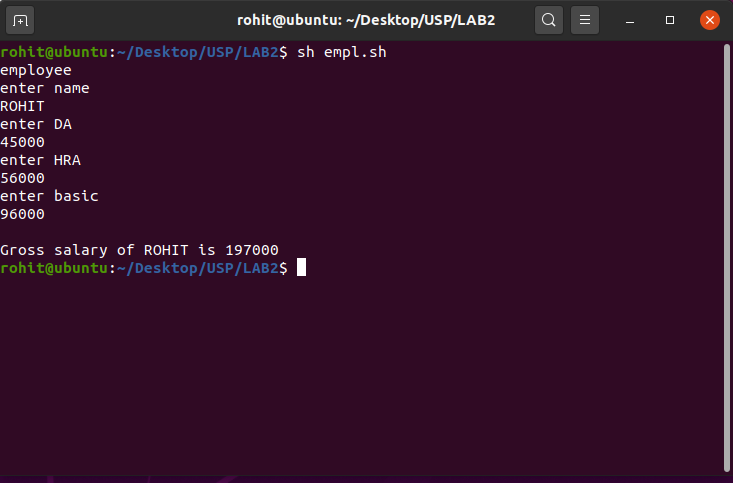 rohit@ubuntu: ~/Desktop/USP/LAB2
rohit@ubuntu:~/Desktop/USP/LAB2$ sh empl.sh
employee
enter name
ROHIT
enter DA
45000
enter HRA
56000
enter basic
96000
Gross salary of ROHIT is 197000
rohit@ubuntu:~/Desktop/USP/LAB2$